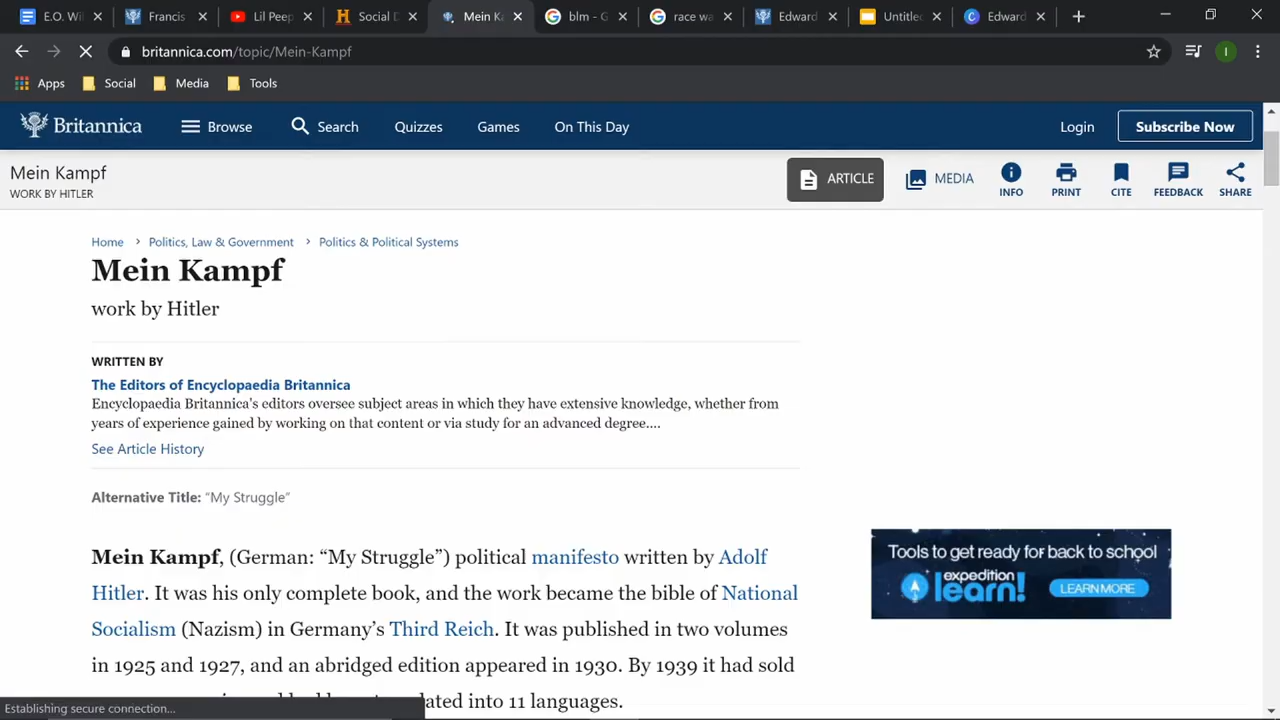 E.O. Wil
Francis
Lil Peep
Social D
Mein Ka
blm - G
race wa
Edward
Untitled
Edward
britannica.com/topic/Mein-Kampf
I
Apps
Social
Media
Tools
Britannica
Browse
Search
Quizzes
Games
On This Day
Login
Subscribe Now
Mein Kampf
WORK BY HITLER
ARTICLE
MEDIA
INFO
PRINT
CITE
FEEDBACK
SHARE
Home > Politics, Law & Government > Politics & Political Systems
Mein Kampf
work by Hitler
WRITTEN BY
The Editors of Encyclopaedia Britannica
Encyclopaedia Britannica's editors oversee subject areas in which they have extensive knowledge, whether from
years of experience gained by working on that content or via study for an advanced degree....
See Article History
Alternative Title: “My Struggle”
Mein Kampf, (German: “My Struggle”) political manifesto written by Adolf
Hitler. It was his only complete book, and the work became the bible of National
Socialism (Nazism) in Germany’s Third Reich. It was published in two volumes
in 1925 and 1927, and an abridged edition appeared in 1930. By 1939 it had sold
into 11 languages.
Tools to get ready for back to school
expedition
learn!
LEARN MORE
Establishing secure connection...